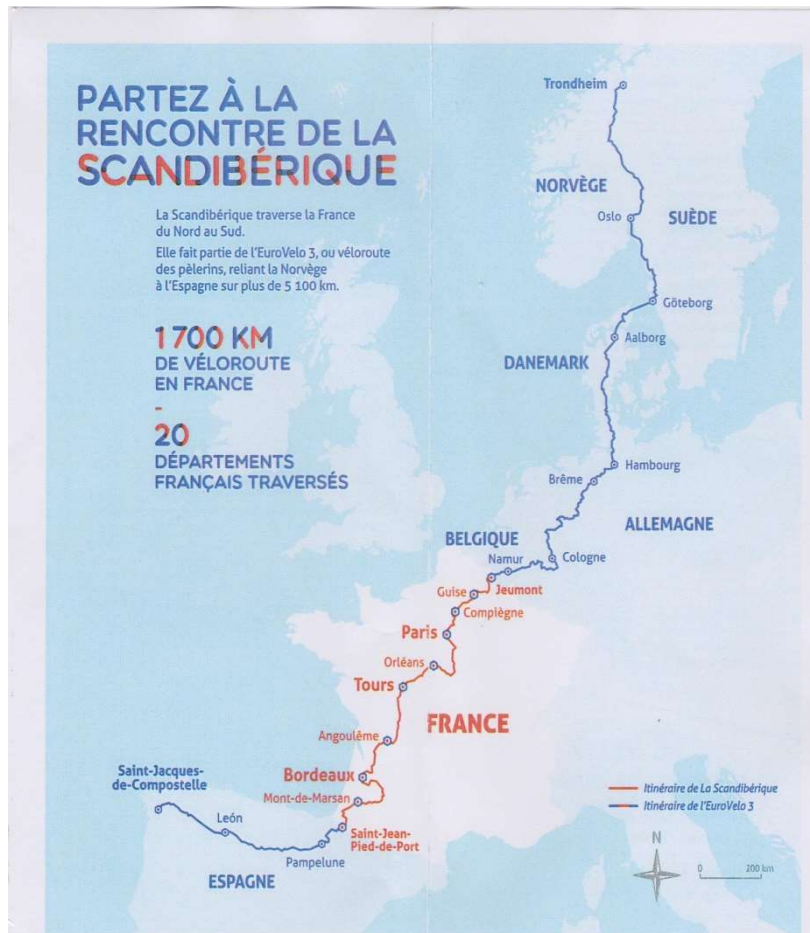 PARTEZ À LA
RENCONTRE DE LA
SCANDIBÉRIQUE
La Scandibérique traverse la France
du Nord au Sud.
Elle fait partie de l'EuroVelo 3, ou véloroute
des pèlerins, reliant la Norvège
à l'Espagne sur plus de 5 100 km.
1 700 KM
DE VÉLOROUTE
EN FRANCE
-
20
DÉPARTEMENTS
FRANÇAIS TRAVERSÉS
Trondheim
NORVÈGE
Oslo
SUÈDE
Göteborg
Aalborg
DANEMARK
Hambourg
Brême
ALLEMAGNE
BELGIQUE
Namur
Cologne
Guise
Jeumont
Compiègne
Paris
Orléans
Tours
FRANCE
Angoulême
Bordeaux
Mont-de-Marsan
Saint-Jacques-
de-Compostelle
León
Saint-Jean-
Pied-de-Port
Pampelune
ESPAGNE
Itinéraire de La Scandibérique
Itinéraire de l'EuroVelo 3
N
0 200 km